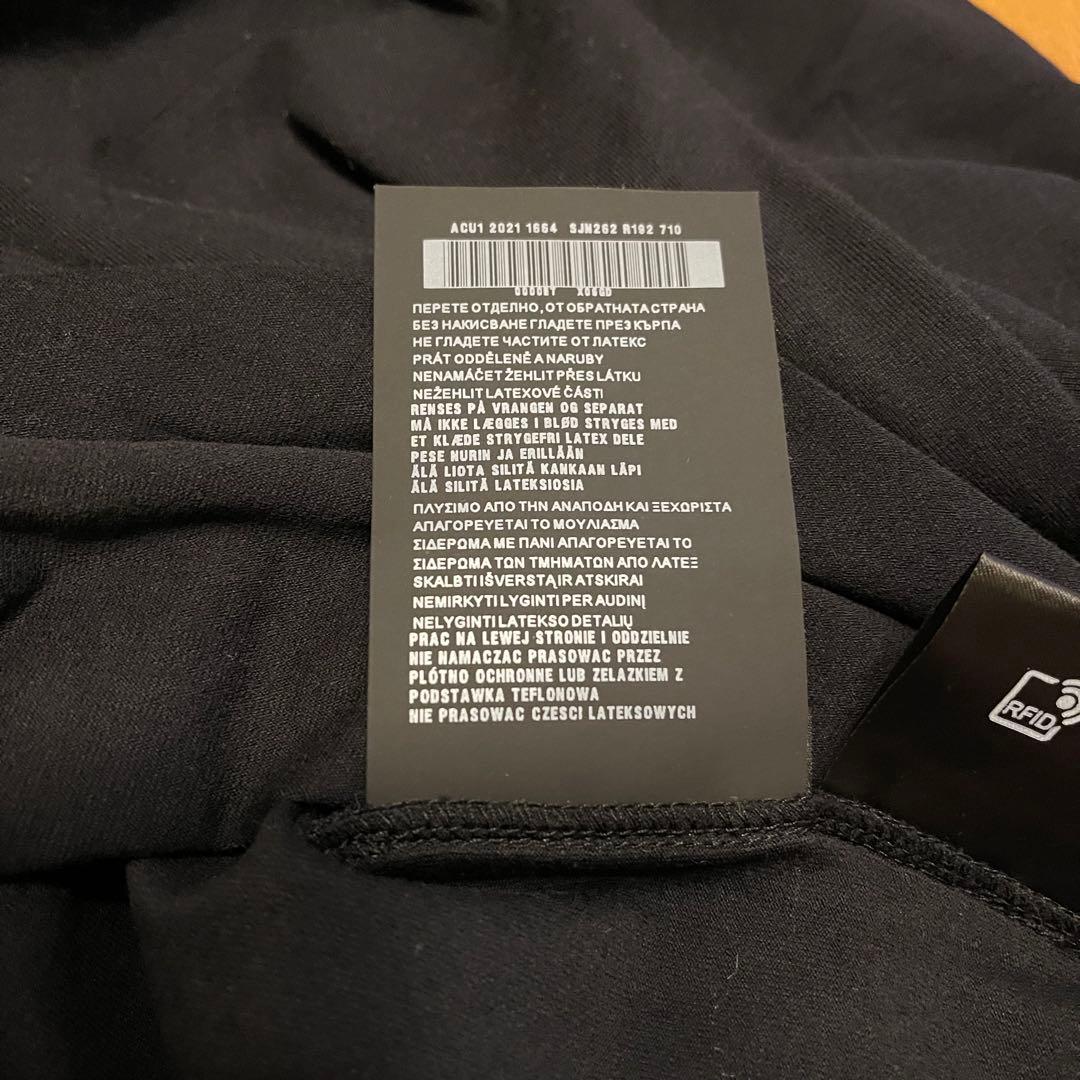 ACU1 2021 1664 SJN262 R192 710
ПЕРЕТЕ ОТДЕЛНО, ОТ ОБРАТНАТА СТРАНА
БЕЗ НАКИСВАНЕ ГЛАДЕТЕ ПРЕЗ КЪРПА
НЕ ГЛАДЕТЕ ЧАСТИТЕ ОТ ЛАТЕКС
PRÁT ODDĚLENĚ A NARUBY
NENAMÁČET ŽEHLIT PŘES LÁTKU
NEŽEHLIT LATEXOVÉ ČÁSTI
RENSES PÅ VRANGEN OG SEPARAT
MÅ IKKE LÆGGES I BLØD STRYGES MED
ET KLÆDE STRYGEFRI LATEX DELE
PESE NURIN JA ERILLÄÄN
ÄLÄ LIOTA SILITÄ KANKAAN LÄPI
ÄLÄ SILITÄ LATEKSIOSIA
ΠΛΥΣΙΜΟ ΑΠΟ ΤΗΝ ΑΝΑΠΟΔΗ ΚΑΙ ΞΕΧΩΡΙΣΤΑ
ΑΠΑΓΟΡΕΥΕΤΑΙ ΤΟ ΜΟΥΛΙΑΣΜΑ
ΣΙΔΕΡΩΜΑ ΜΕ ΠΑΝΙ ΑΠΑΓΟΡΕΥΕΤΑΙ ΤΟ
ΣΙΔΕΡΩΜΑ ΤΩΝ ΤΜΗΜΑΤΩΝ ΑΠΟ ΛΑΤΕΞ
SKALBTI IŠVERSTĄ IR ATSKIRAI
NEMIRKYTI LYGINTI PER AUDINĮ
NELYGINTI LATEKSO DETALIŲ
PRAC NA LEWEJ STRONIE I ODDZIELNIE
NIE NAMACZAC PRASOWAC PRZEZ
PLÓTNO OCHRONNE LUB ZELAZKIEM Z
PODSTAWKA TEFLONOWA
NIE PRASOWAC CZESCI LATEKSOWYCH
RFID